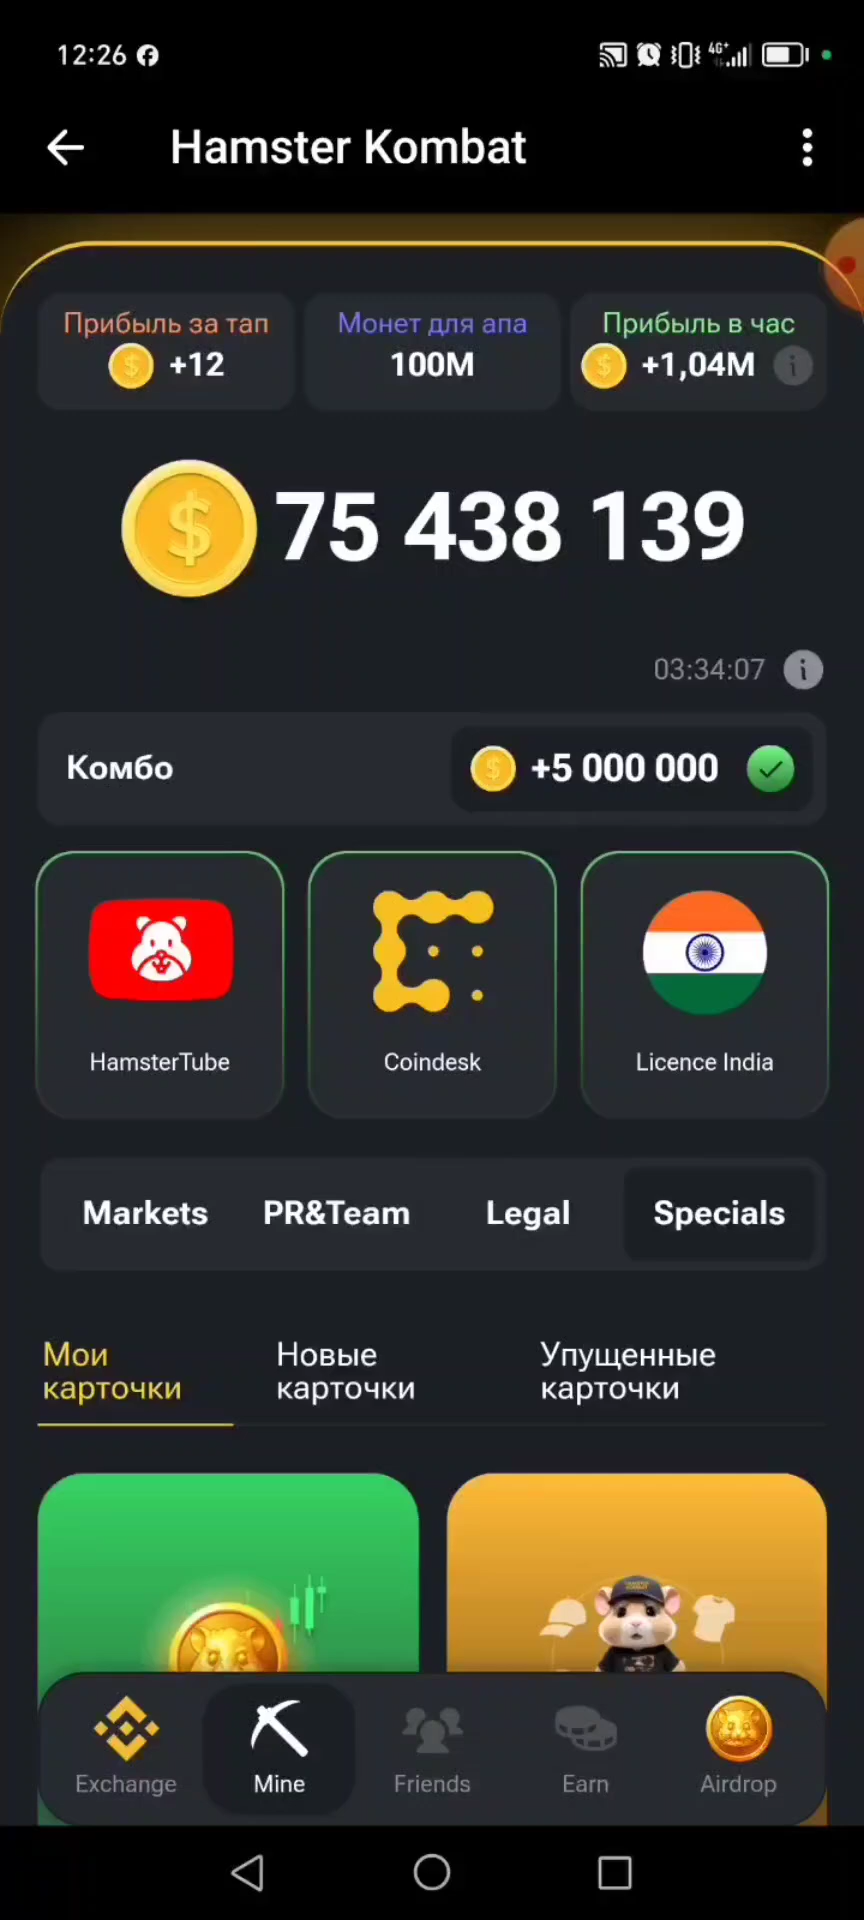 12:26
4G+
Hamster Kombat
Прибыль за тап
Монет для апа
Прибыль в час
+12
100M
+1,04M
75 438 139
03:34:07
Комбо
+5 000 000
HamsterTube
Coindesk
Licence India
Markets
PR&Team
Legal
Specials
Мои карточки
Новые карточки
Упущенные карточки
Exchange
Mine
Friends
Earn
Airdrop